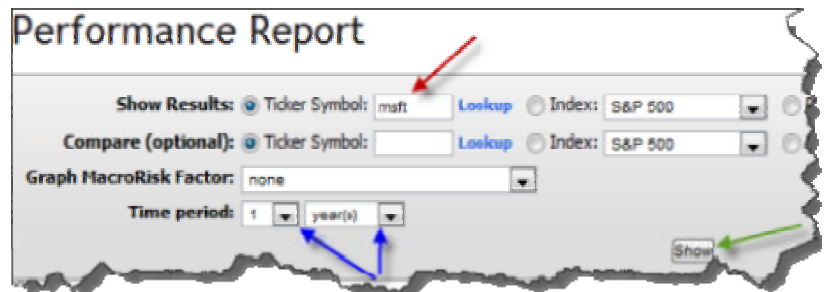 Performance Report
Show Results: Ticker Symbol: msft Lookup Index: S&P 500
Compare (optional): Ticker Symbol: Lookup Index: S&P 500
Graph MacroRisk Factor: none
Time period: 1 year(s)
Show